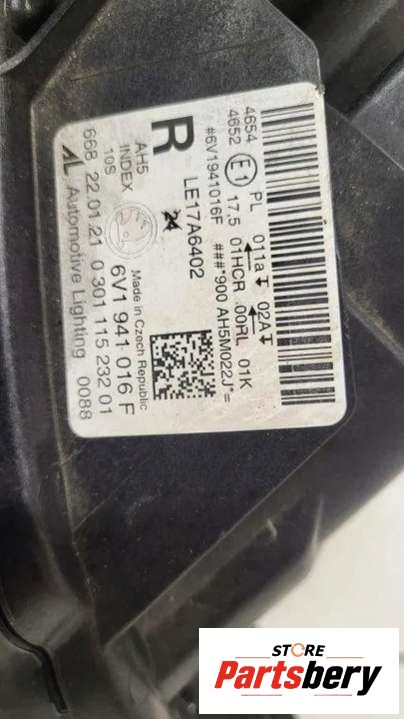 4654 PL 011a 02A
4652 E1 17,5 01HCR 00RL 01K
#6V1941016F ###*900 AH5M022J*=
R LE17A6402
24
AH5
INDEX
10S
Made in Czech Republic
6V1 941 016 F
668 22.01.21 0 301 115 232 01
AL Automotive Lighting 0088
STORE
Partsbery